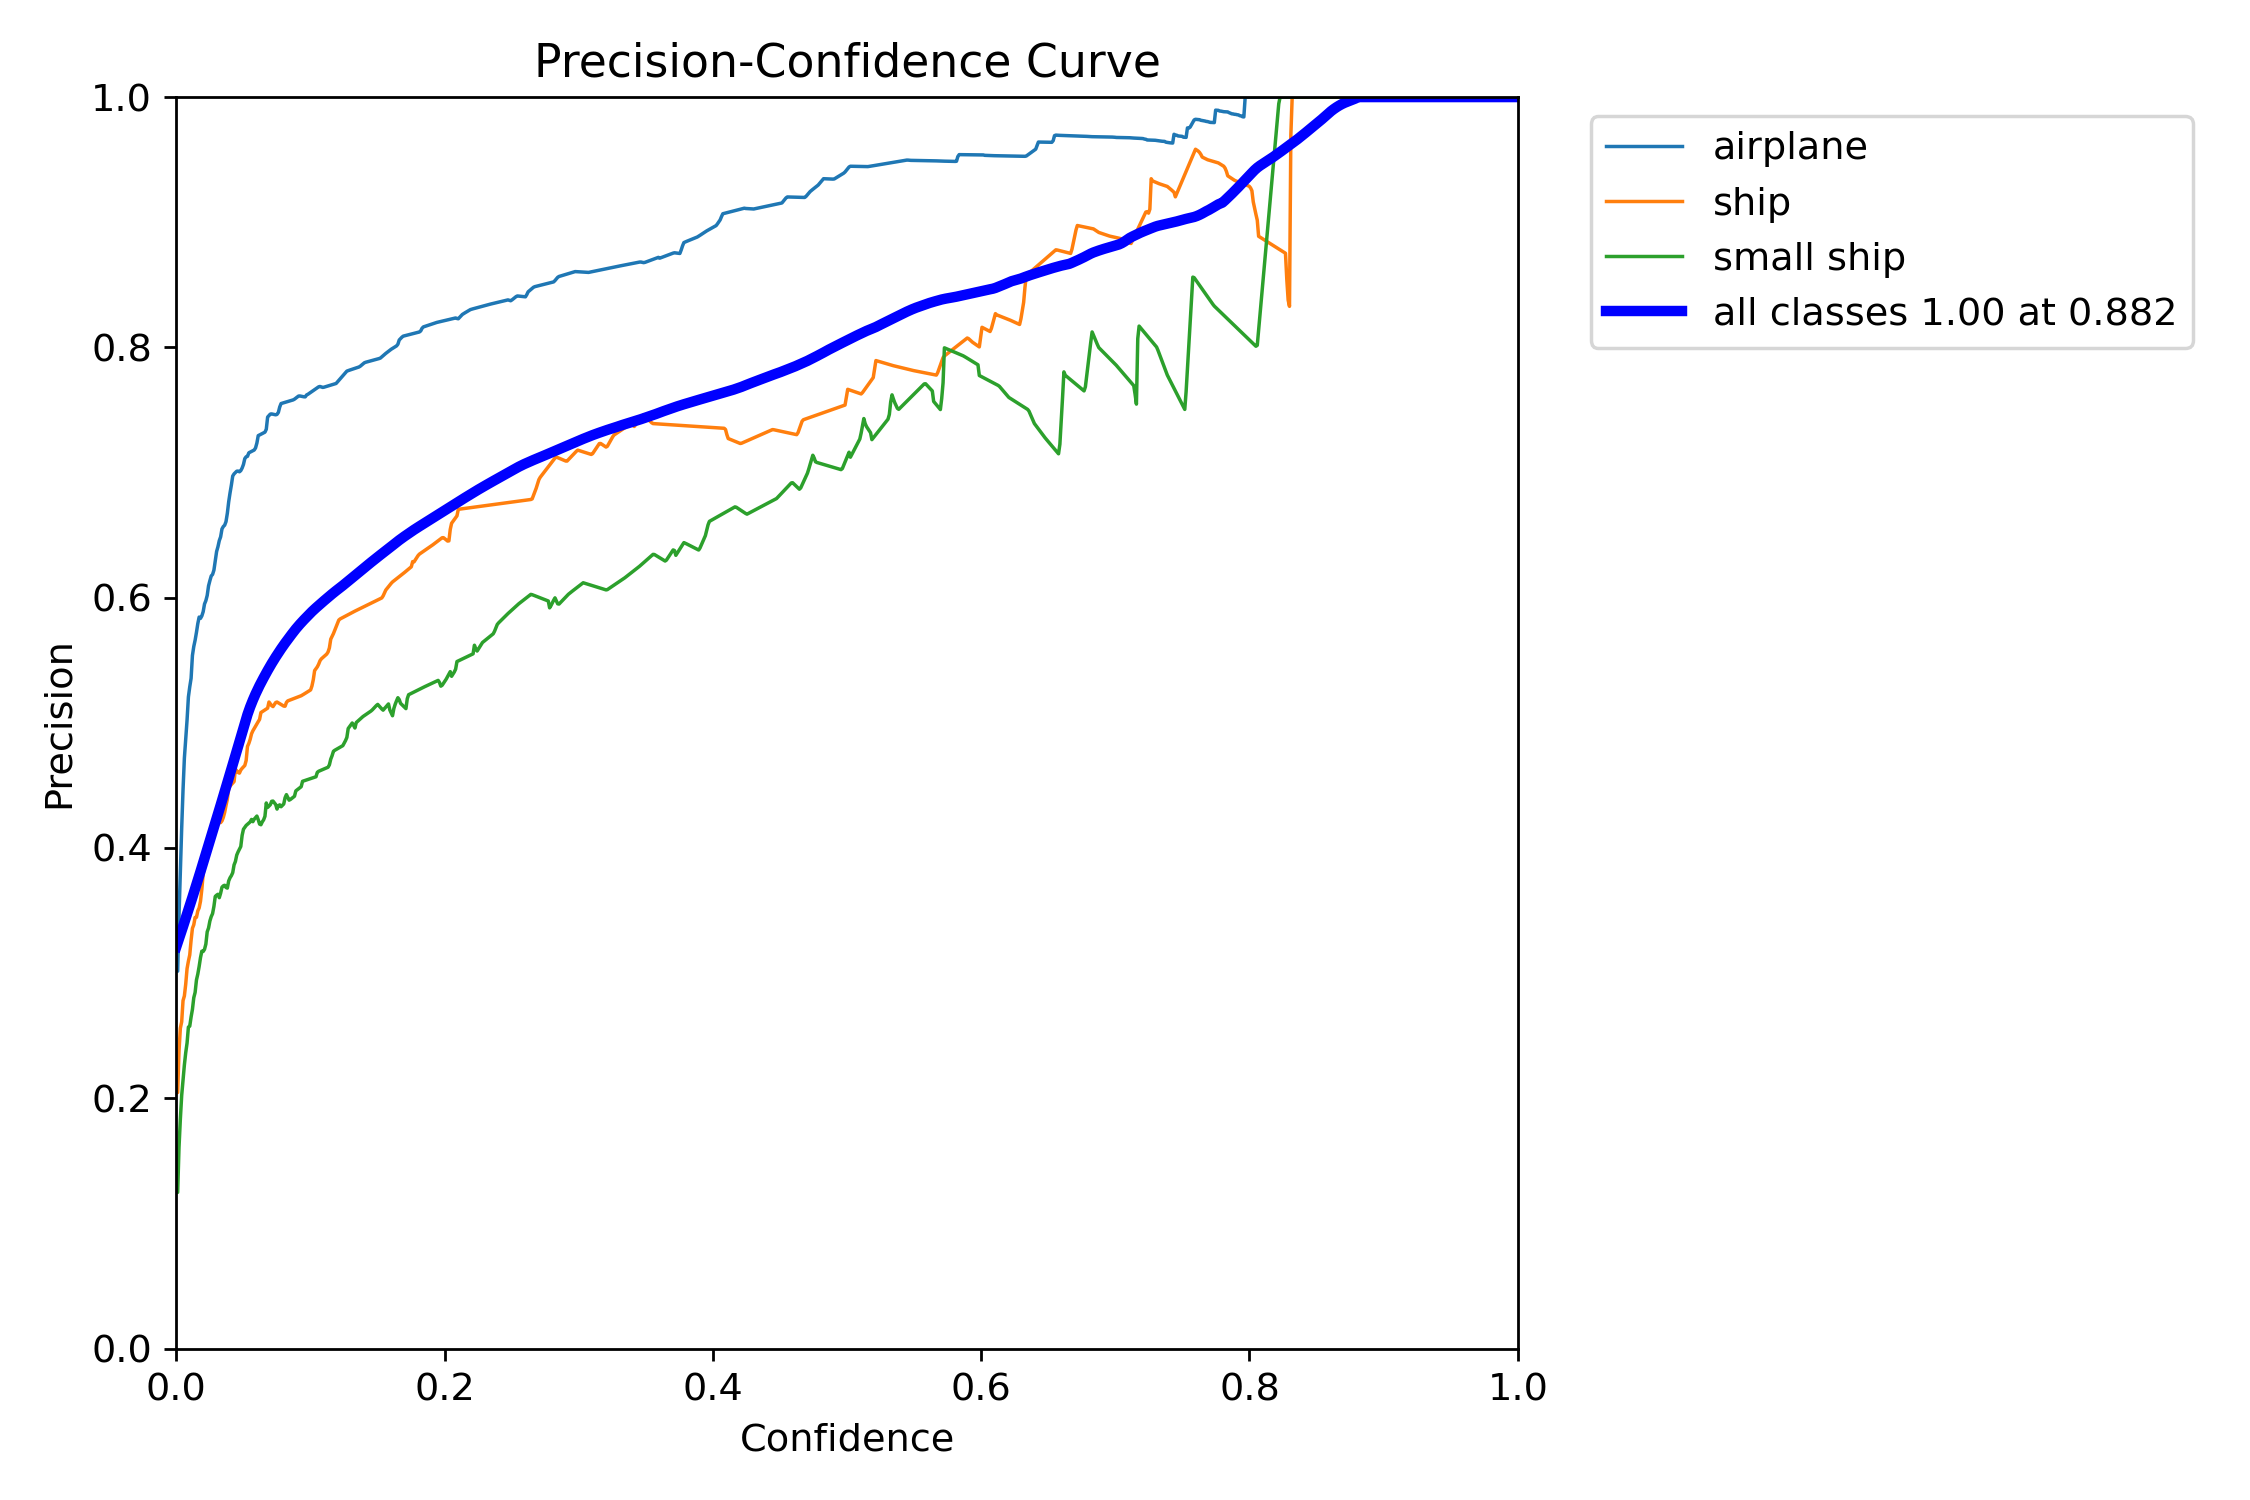 Precision-Confidence Curve
1.0
0.8
0.6
0.4
0.2
0.0
Precision
0.0 0.2 0.4 0.6 0.8 1.0
Confidence
airplane
ship
small ship
all classes 1.00 at 0.882